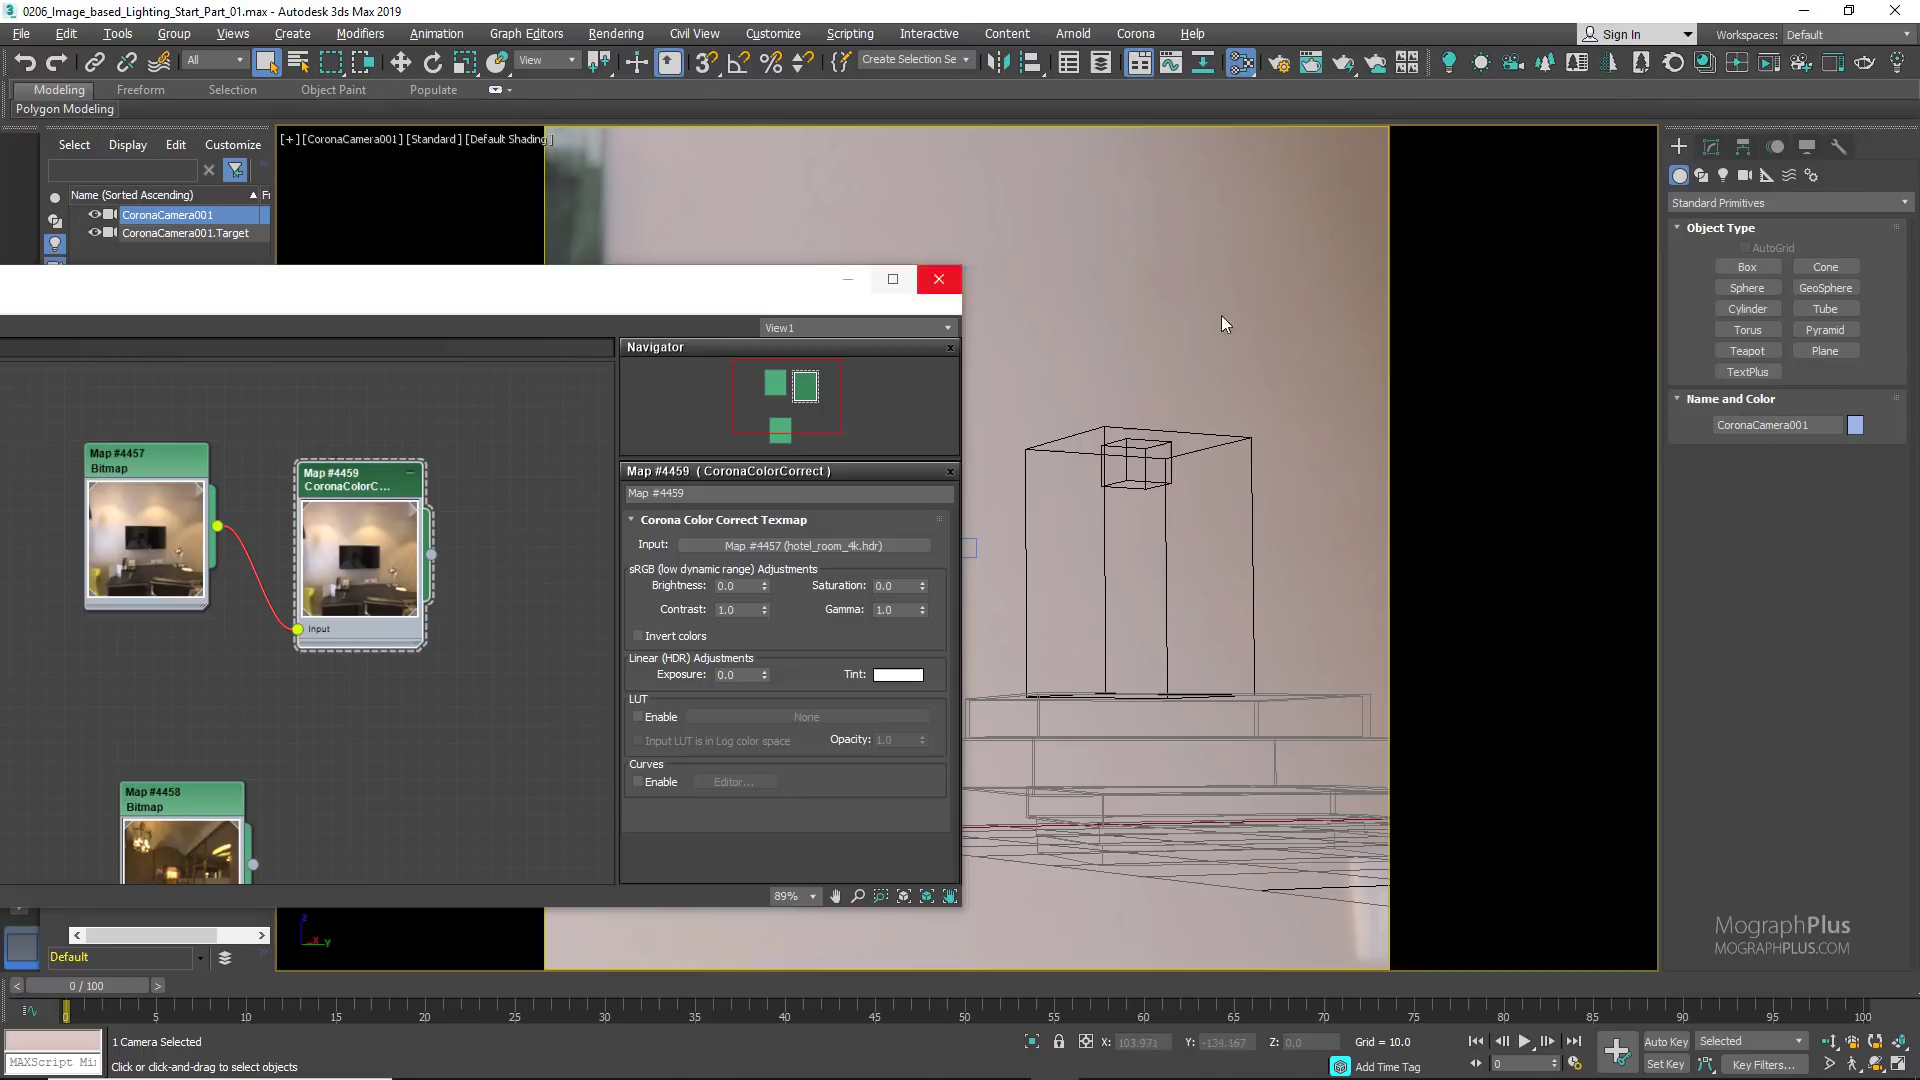 0206_Image_based_Lighting_Start_Part_01.max - Autodesk 3ds Max 2019
File Edit Tools Group Views Create Modifiers Animation Graph Editors Rendering Civil View Customize Scripting Interactive Content Arnold Corona Help Sign In Workspaces: Default
All View Create Selection Se
Modeling Freeform Selection Object Paint Populate
Polygon Modeling
Select Display Edit Customize
[+] [CoronaCamera001] [Standard] [Default Shading]
Name (Sorted Ascending)
CoronaCamera001
CoronaCamera001.Target
Standard Primitives
Object Type
AutoGrid
Box Cone
Sphere GeoSphere
Cylinder Tube
Torus Pyramid
Teapot Plane
TextPlus
Name and Color
CoronaCamera001
View1
Navigator
Map #4457
Bitmap
Map #4459
CoronaColorC...
Input
Map #4458
Bitmap
Map #4459 ( CoronaColorCorrect )
Map #4459
Corona Color Correct Texmap
Input: Map #4457 (hotel_room_4k.hdr)
sRGB (low dynamic range) Adjustments
Brightness: 0.0 Saturation: 0.0
Contrast: 1.0 Gamma: 1.0
Invert colors
Linear (HDR) Adjustments
Exposure: 0.0 Tint:
LUT
Enable None
Input LUT is in Log color space Opacity: 1.0
Curves
Enable Editor...
89%
z
x y
MographPlus
MOGRAPHPLUS.COM
Default
0 / 100
0 5 10 15 20 25 30 35 40 45 50 55 60 65 70 75 80 85 90 95 100
1 Camera Selected X: 103.971 Y: -134.167 Z: 0.0 Grid = 10.0 Auto Key Selected
MAXScript Mi Click or click-and-drag to select objects Add Time Tag 0 Set Key Key Filters...